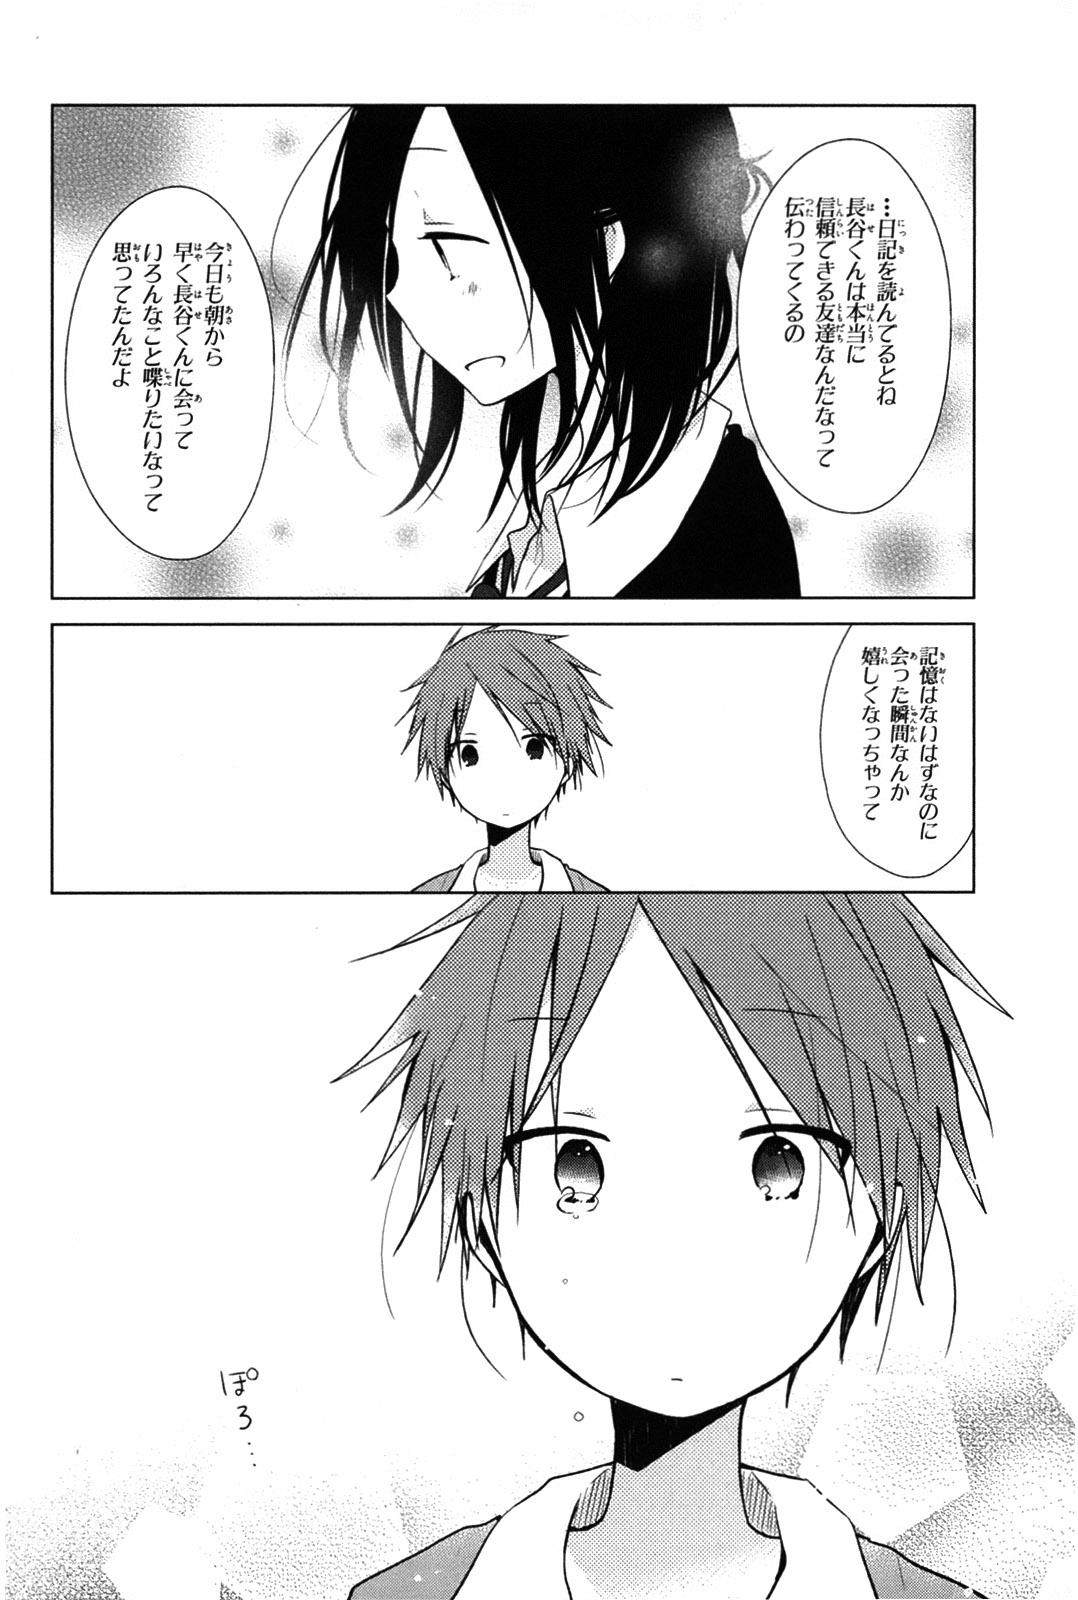 …日記を読んでるとね
長谷くんは本当に
信頼できる友達なんだなって
伝わってくるの
今日も朝から
早く長谷くんに会って
いろんなこと喋りたいなって
思ってたんだよ
記憶はないはずなのに
会った瞬間なんか
嬉しくなっちゃって
ぽろ…